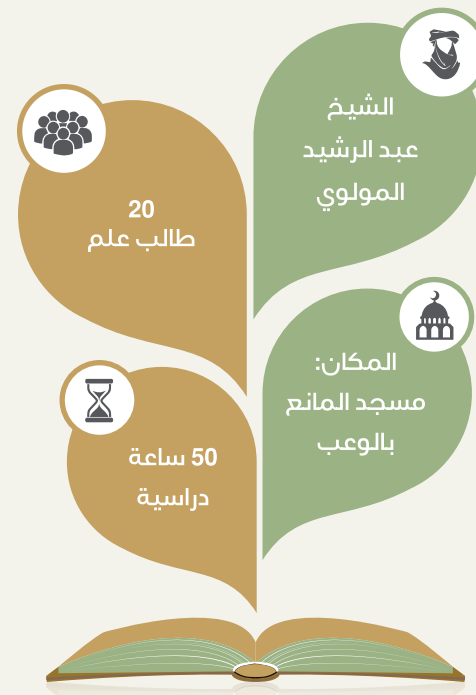 الشيخ
عبد الرشيد
المولوي
20
طالب علم
المكان:
مسجد المانع
بالوعب
50 ساعة
دراسية